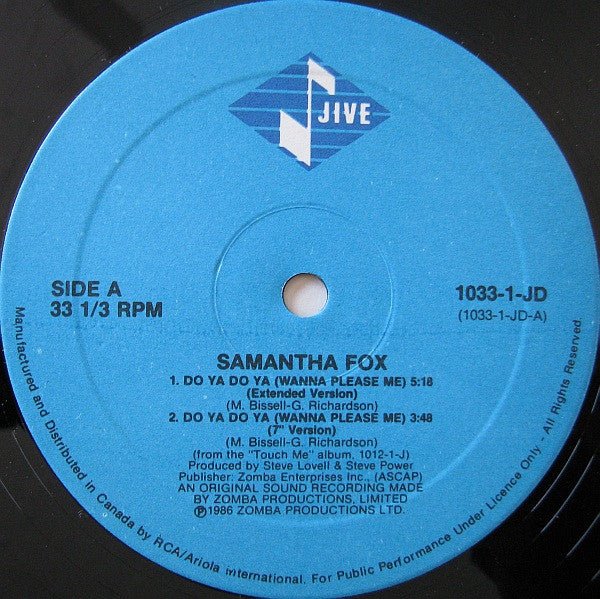 JIVE
SIDE A
33 1/3 RPM
1033-1-JD
(1033-1-JD-A)
SAMANTHA FOX
1. DO YA DO YA (WANNA PLEASE ME) 5:18
(Extended Version)
(M. Bissell-G. Richardson)
2. DO YA DO YA (WANNA PLEASE ME) 3:48
(7" Version)
(M. Bissell-G. Richardson)
(from the "Touch Me" album, 1012-1-J)
Produced by Steve Lovell & Steve Power
Publisher: Zomba Enterprises Inc., (ASCAP)
AN ORIGINAL SOUND RECORDING MADE
BY ZOMBA PRODUCTIONS, LIMITED
℗1986 ZOMBA PRODUCTIONS LTD.
Manufactured and Distributed in Canada by RCA/Ariola International. For Public Performance Under Licence Only - All Rights Reserved